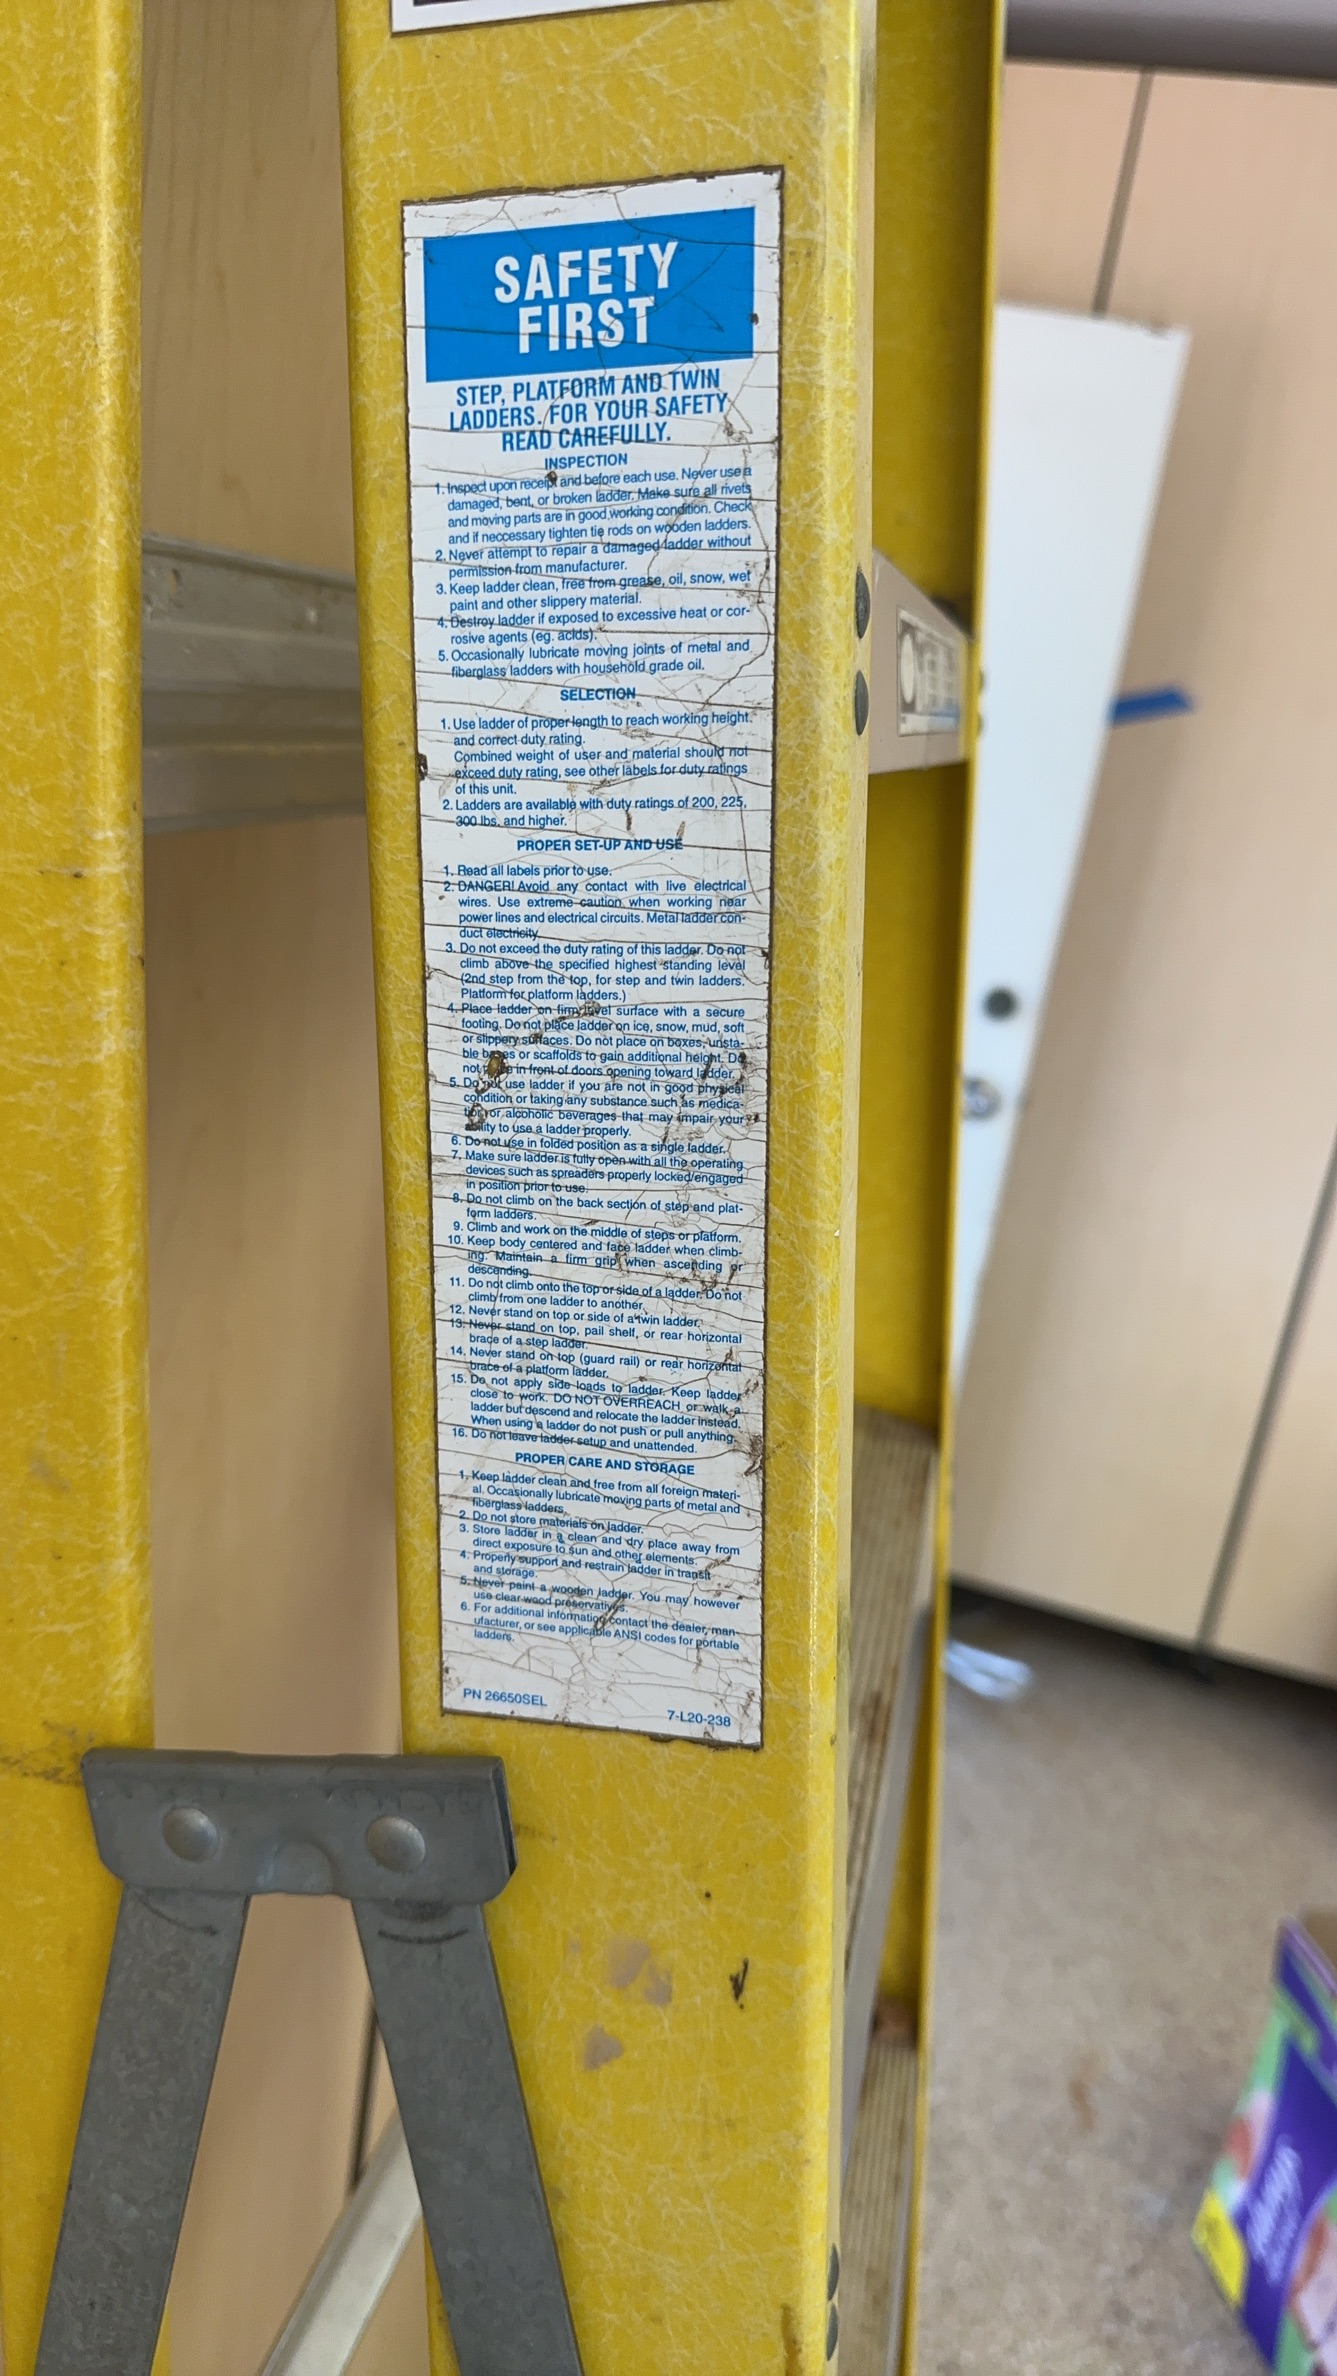 SAFETY
FIRST
STEP, PLATFORM AND TWIN
LADDERS. FOR YOUR SAFETY
READ CAREFULLY.
INSPECTION
1. Inspect upon receipt and before each use. Never use a
damaged, bent, or broken ladder. Make sure all rivets
and moving parts are in good working condition. Check
and if neccessary tighten tie rods on wooden ladders.
2. Never attempt to repair a damaged ladder without
permission from manufacturer.
3. Keep ladder clean, free from grease, oil, snow, wet
paint and other slippery material.
4. Destroy ladder if exposed to excessive heat or cor-
rosive agents (eg. acids).
5. Occasionally lubricate moving joints of metal and
fiberglass ladders with household grade oil.
SELECTION
1. Use ladder of proper length to reach working height
and correct duty rating.
Combined weight of user and material should not
exceed duty rating, see other labels for duty ratings
of this unit.
2. Ladders are available with duty ratings of 200, 225,
300 lbs. and higher.
PROPER SET-UP AND USE
1. Read all labels prior to use.
2. DANGER! Avoid any contact with live electrical
wires. Use extreme caution when working near
power lines and electrical circuits. Metal ladder con-
duct electricity.
3. Do not exceed the duty rating of this ladder. Do not
climb above the specified highest standing level
(2nd step from the top, for step and twin ladders.
Platform for platform ladders.)
4. Place ladder on firm level surface with a secure
footing. Do not place ladder on ice, snow, mud, soft
or slippery surfaces. Do not place on boxes, unsta-
ble bases or scaffolds to gain additional height. Do
not place in front of doors opening toward ladder.
5. Do not use ladder if you are not in good physical
condition or taking any substance such as medica-
tion or alcoholic beverages that may impair your
ability to use a ladder properly.
6. Do not use in folded position as a single ladder.
7. Make sure ladder is fully open with all the operating
devices such as spreaders properly locked/engaged
in position prior to use.
8. Do not climb on the back section of step and plat-
form ladders.
9. Climb and work on the middle of steps or platform.
10. Keep body centered and face ladder when climb-
ing. Maintain a firm grip when ascending or
descending.
11. Do not climb onto the top or side of a ladder. Do not
climb from one ladder to another.
12. Never stand on top or side of a twin ladder.
13. Never stand on top, pail shelf, or rear horizontal
brace of a step ladder.
14. Never stand on top (guard rail) or rear horizontal
brace of a platform ladder.
15. Do not apply side loads to ladder. Keep ladder
close to work. DO NOT OVERREACH or walk a
ladder but descend and relocate the ladder instead.
When using a ladder do not push or pull anything.
16. Do not leave ladder setup and unattended.
PROPER CARE AND STORAGE
1. Keep ladder clean and free from all foreign materi-
al. Occasionally lubricate moving parts of metal and
fiberglass ladders.
2. Do not store materials on ladder.
3. Store ladder in a clean and dry place away from
direct exposure to sun and other elements.
4. Properly support and restrain ladder in transit
and storage.
5. Never paint a wooden ladder. You may however
use clear wood preservatives.
6. For additional information contact the dealer, man-
ufacturer, or see applicable ANSI codes for portable
ladders.
PN 26650SEL
7-L20-238